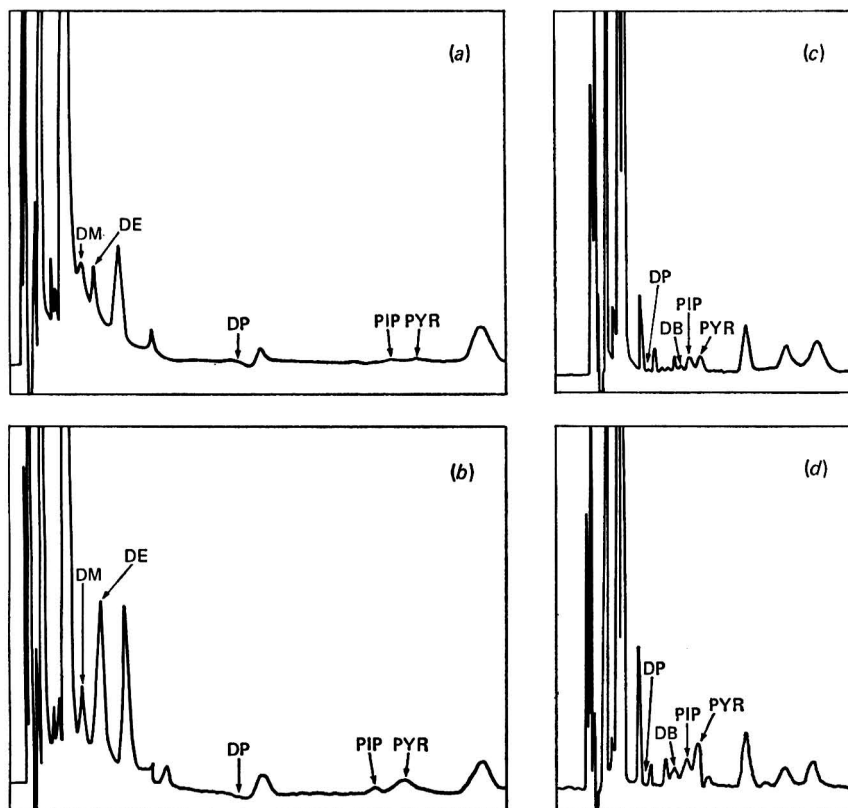 (a)
DM
DE
DP
PIP PYR
(b)
DM
DE
DP
PIP
PYR
(c)
DP
PIP
DB
PYR
(d)
DP
PYR
PIP
DB